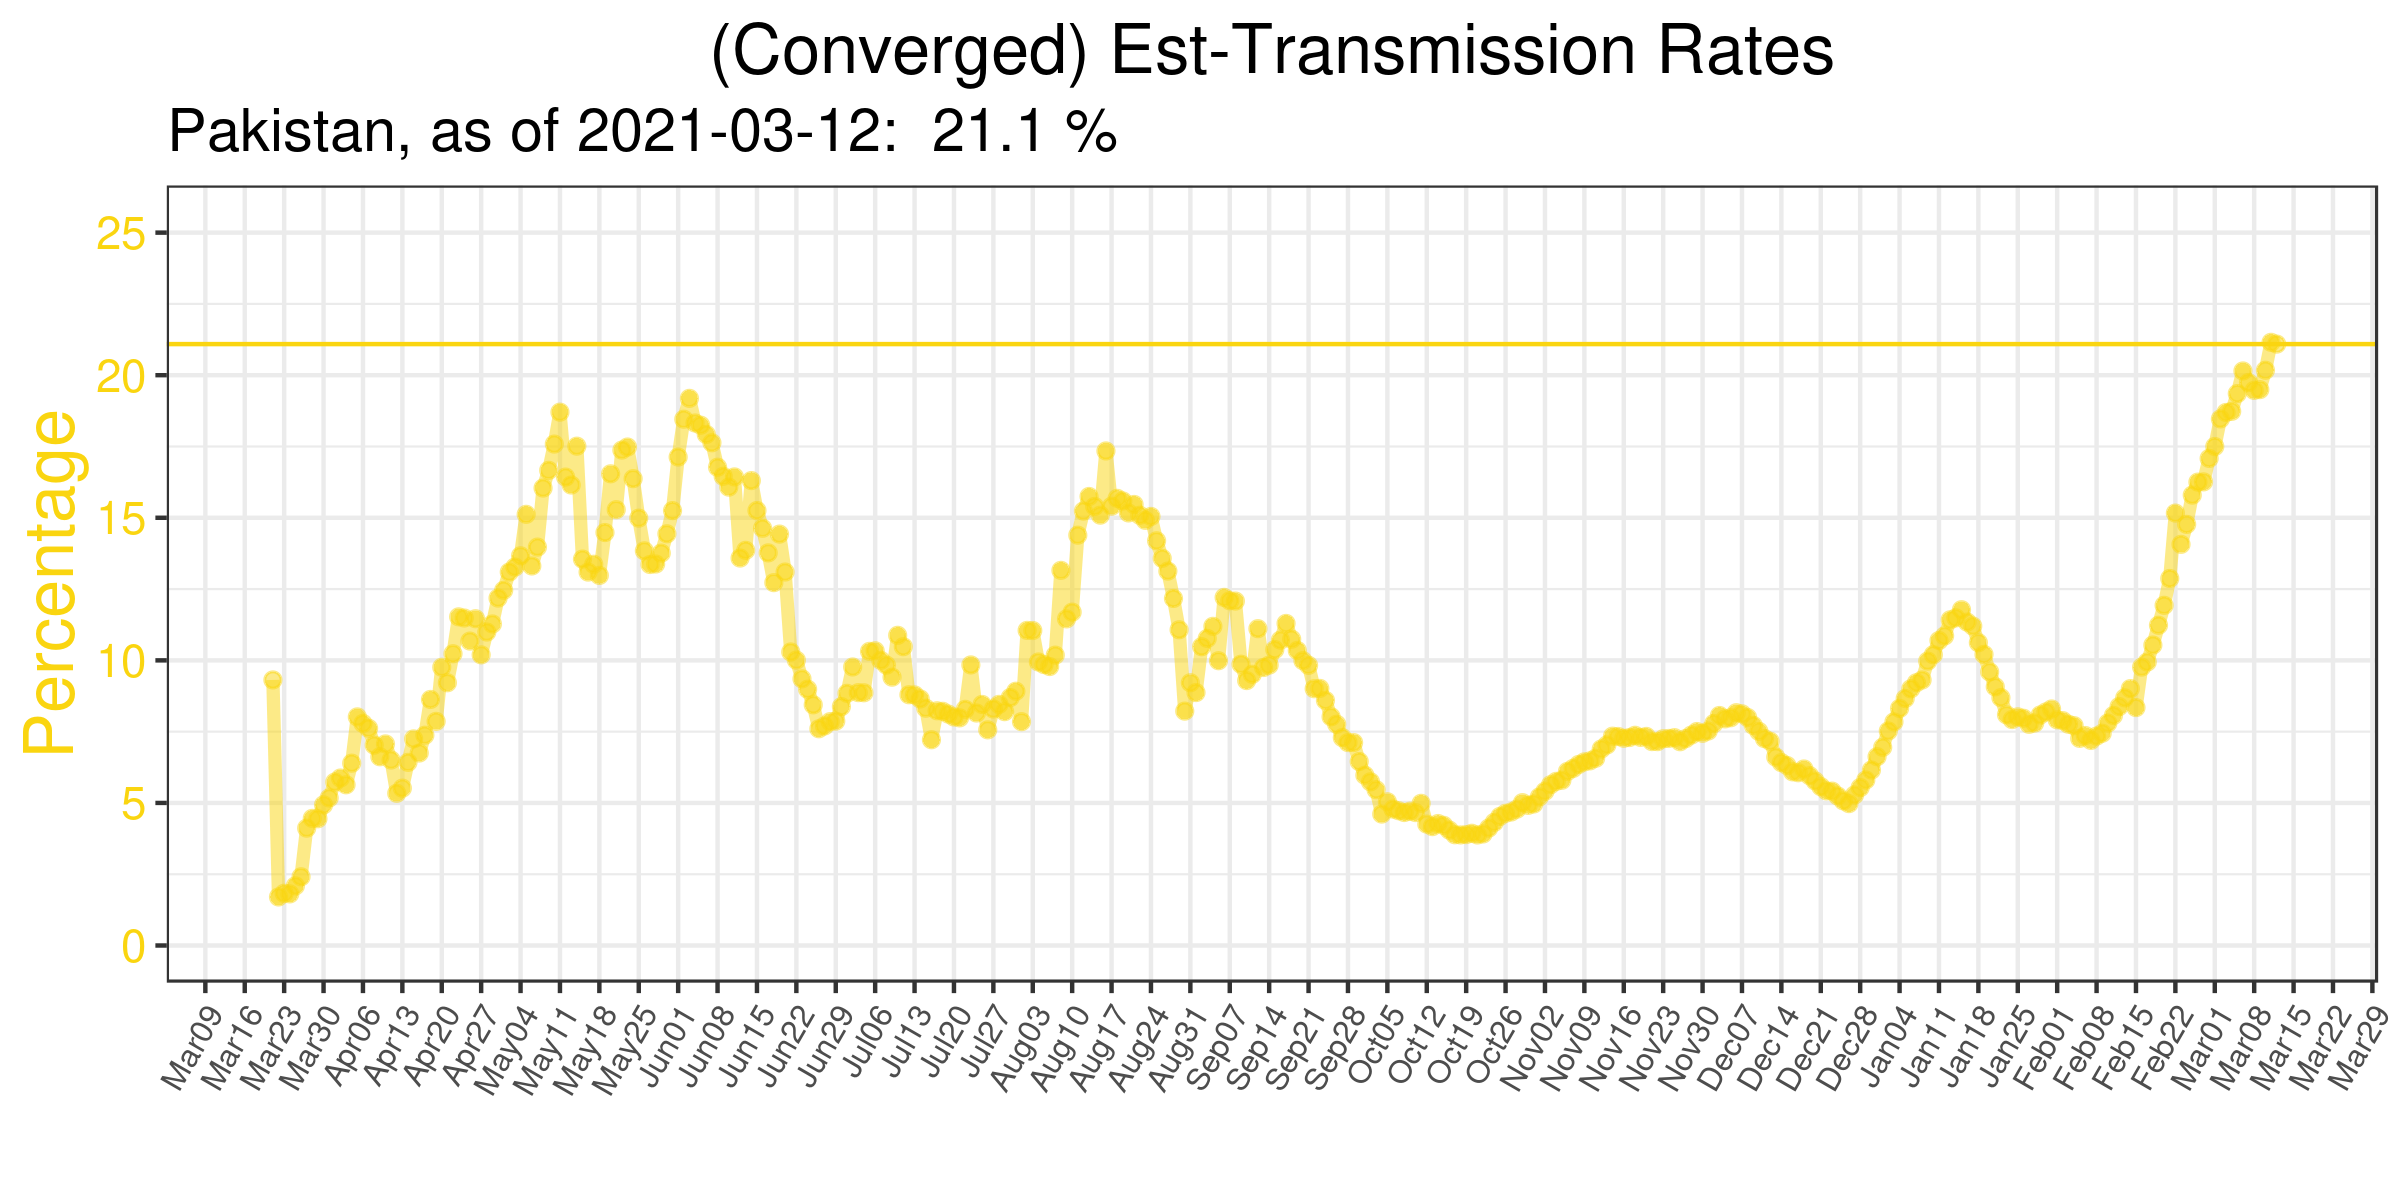 (Converged) Est-Transmission Rates
Pakistan, as of 2021-03-12:  21.1 %
Percentage
25
20
15
10
5
0
Mar09
Mar16
Mar23
Mar30
Apr06
Apr13
Apr20
Apr27
May04
May11
May18
May25
Jun01
Jun08
Jun15
Jun22
Jun29
Jul06
Jul13
Jul20
Jul27
Aug03
Aug10
Aug17
Aug24
Aug31
Sep07
Sep14
Sep21
Sep28
Oct05
Oct12
Oct19
Oct26
Nov02
Nov09
Nov16
Nov23
Nov30
Dec07
Dec14
Dec21
Dec28
Jan04
Jan11
Jan18
Jan25
Feb01
Feb08
Feb15
Feb22
Mar01
Mar08
Mar15
Mar22
Mar29